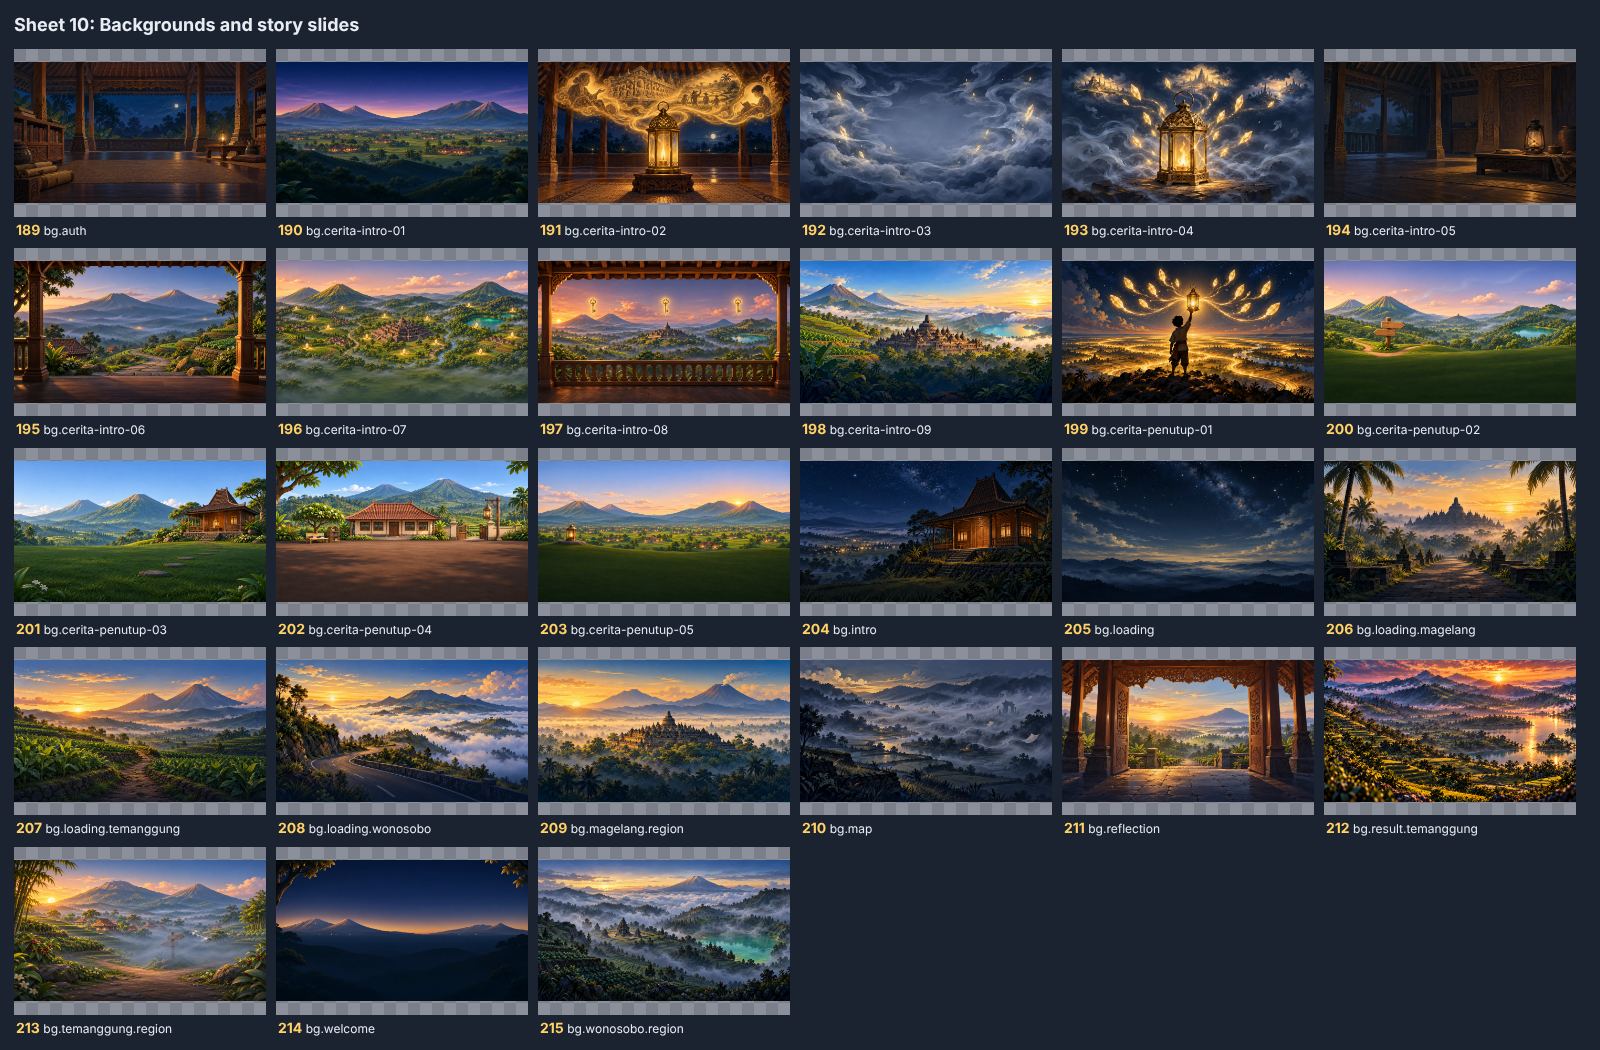 Sheet 10: Backgrounds and story slides
189 bg.auth
190 bg.cerita-intro-01
191 bg.cerita-intro-02
192 bg.cerita-intro-03
193 bg.cerita-intro-04
194 bg.cerita-intro-05
195 bg.cerita-intro-06
196 bg.cerita-intro-07
197 bg.cerita-intro-08
198 bg.cerita-intro-09
199 bg.cerita-penutup-01
200 bg.cerita-penutup-02
201 bg.cerita-penutup-03
202 bg.cerita-penutup-04
203 bg.cerita-penutup-05
204 bg.intro
205 bg.loading
206 bg.loading.magelang
207 bg.loading.temanggung
208 bg.loading.wonosobo
209 bg.magelang.region
210 bg.map
211 bg.reflection
212 bg.result.temanggung
213 bg.temanggung.region
214 bg.welcome
215 bg.wonosobo.region